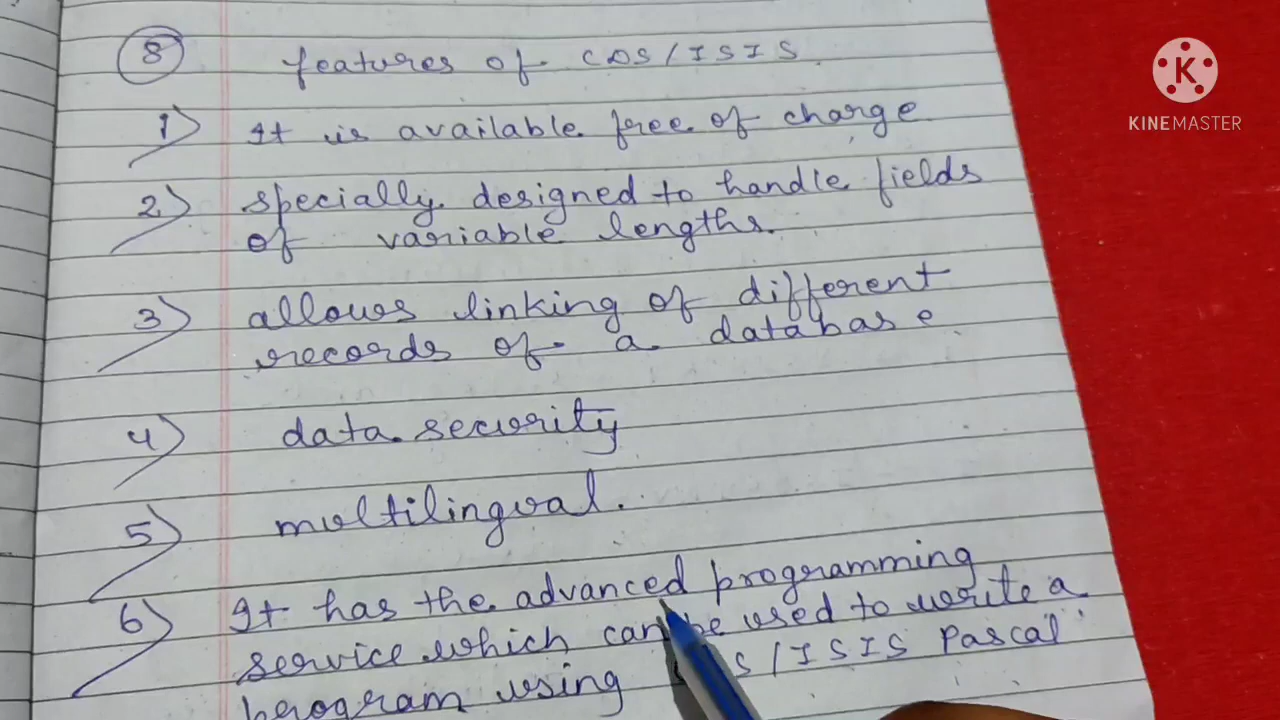 8 features of CDS/ISIS
1) It is available free of charge
2) specially designed to handle fields
of variable lengths.
3) allows linking of different
records of a database
4) data security
5) multilingual.
6) It has the advanced programming
service which can be used to write a
program using /ISIS Pascal"
K
KINEMASTER